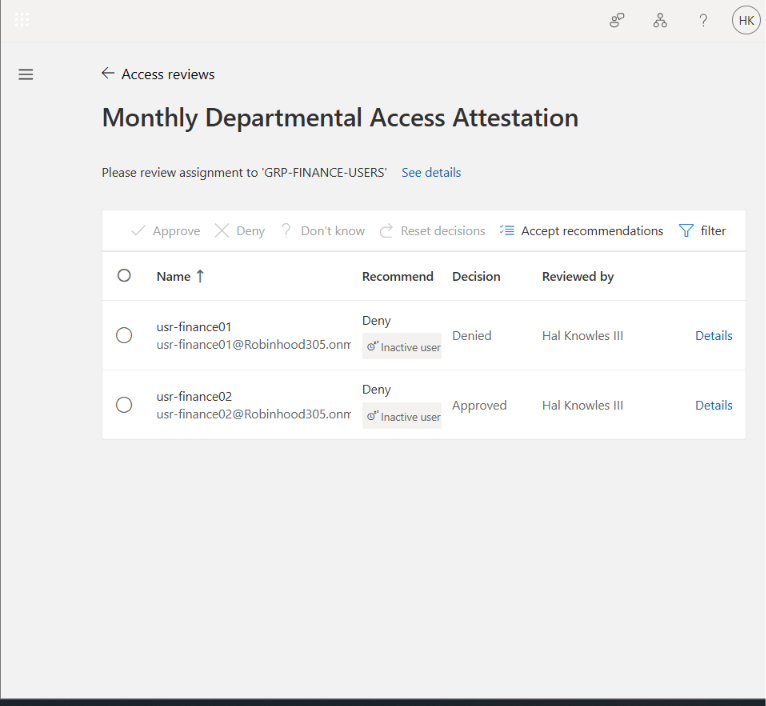 HK
Access reviews
Monthly Departmental Access Attestation
Please review assignment to 'GRP-FINANCE-USERS' See details
Approve Deny ? Don't know Reset decisions Accept recommendations filter
Name ↑ Recommend Decision Reviewed by
usr-finance01
usr-finance01@Robinhood305.onm
Deny
Inactive user
Denied
Hal Knowles III
Details
usr-finance02
usr-finance02@Robinhood305.onm
Deny
Inactive user
Approved
Hal Knowles III
Details